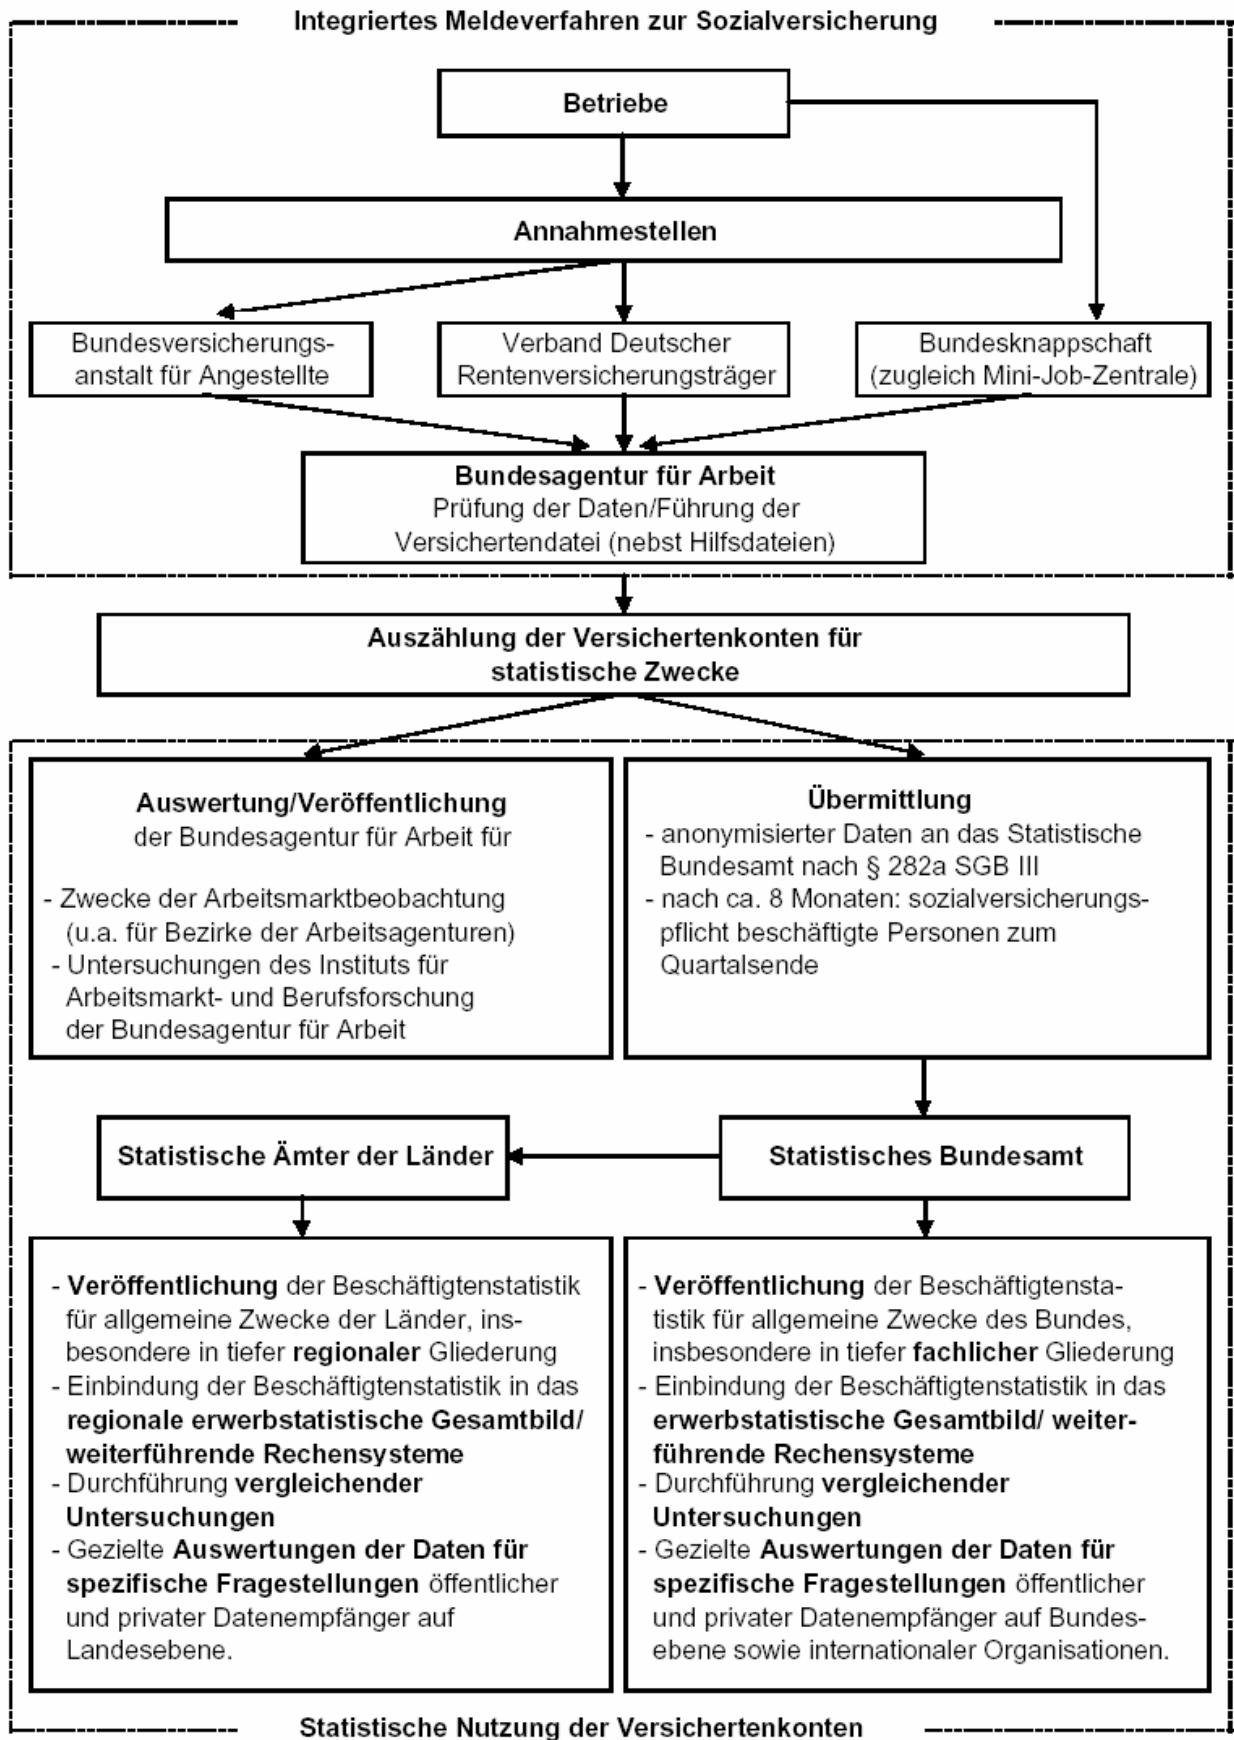 Integriertes Meldeverfahren zur Sozialversicherung
Betriebe
Annahmestellen
Bundesversicherungs-
anstalt für Angestellte
Verband Deutscher
Rentenversicherungsträger
Bundesknappschaft
(zugleich Mini-Job-Zentrale)
Bundesagentur für Arbeit
Prüfung der Daten/Führung der
Versichertendatei (nebst Hilfsdateien)
Auszählung der Versichertenkonten für
statistische Zwecke
Auswertung/Veröffentlichung
der Bundesagentur für Arbeit für
- Zwecke der Arbeitsmarktbeobachtung
(u.a. für Bezirke der Arbeitsagenturen)
- Untersuchungen des Instituts für
Arbeitsmarkt- und Berufsforschung
der Bundesagentur für Arbeit
Übermittlung
- anonymisierter Daten an das Statistische
Bundesamt nach § 282a SGB III
- nach ca. 8 Monaten: sozialversicherungs-
pflicht beschäftigte Personen zum
Quartalsende
Statistische Ämter der Länder
Statistisches Bundesamt
- Veröffentlichung der Beschäftigtenstatistik
für allgemeine Zwecke der Länder, ins-
besondere in tiefer regionaler Gliederung
- Einbindung der Beschäftigtenstatistik in das
regionale erwerbstatistische Gesamtbild/
weiterführende Rechensysteme
- Durchführung vergleichender
Untersuchungen
- Gezielte Auswertungen der Daten für
spezifische Fragestellungen öffentlicher
und privater Datenempfänger auf
Landesebene.
- Veröffentlichung der Beschäftigtensta-
tistik für allgemeine Zwecke des Bundes,
insbesondere in tiefer fachlicher Gliederung
- Einbindung der Beschäftigtenstatistik in das
erwerbstatistische Gesamtbild/ weiter-
führende Rechensysteme
- Durchführung vergleichender
Untersuchungen
- Gezielte Auswertungen der Daten für
spezifische Fragestellungen öffentlicher
und privater Datenempfänger auf Bundes-
ebene sowie internationaler Organisationen.
Statistische Nutzung der Versichertenkonten